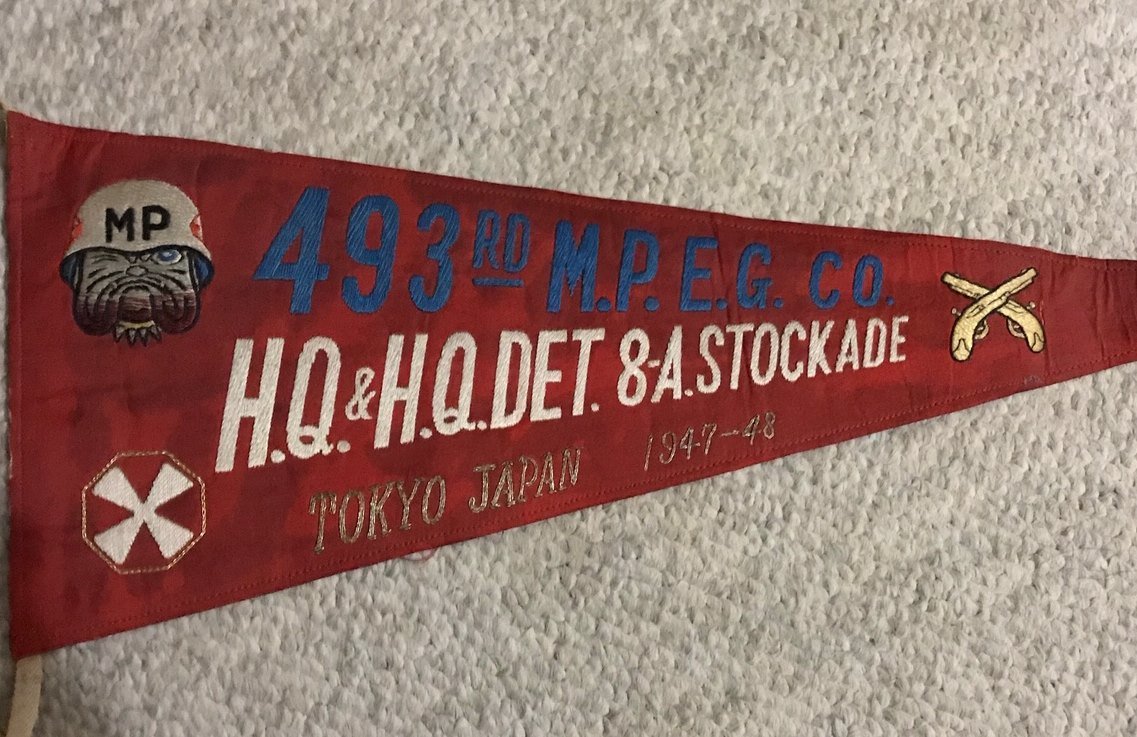 MP
493RD M.P. E.G. CO.
H.Q. & H.Q.DET. 8-A.STOCKADE
TOKYO JAPAN 1947-48